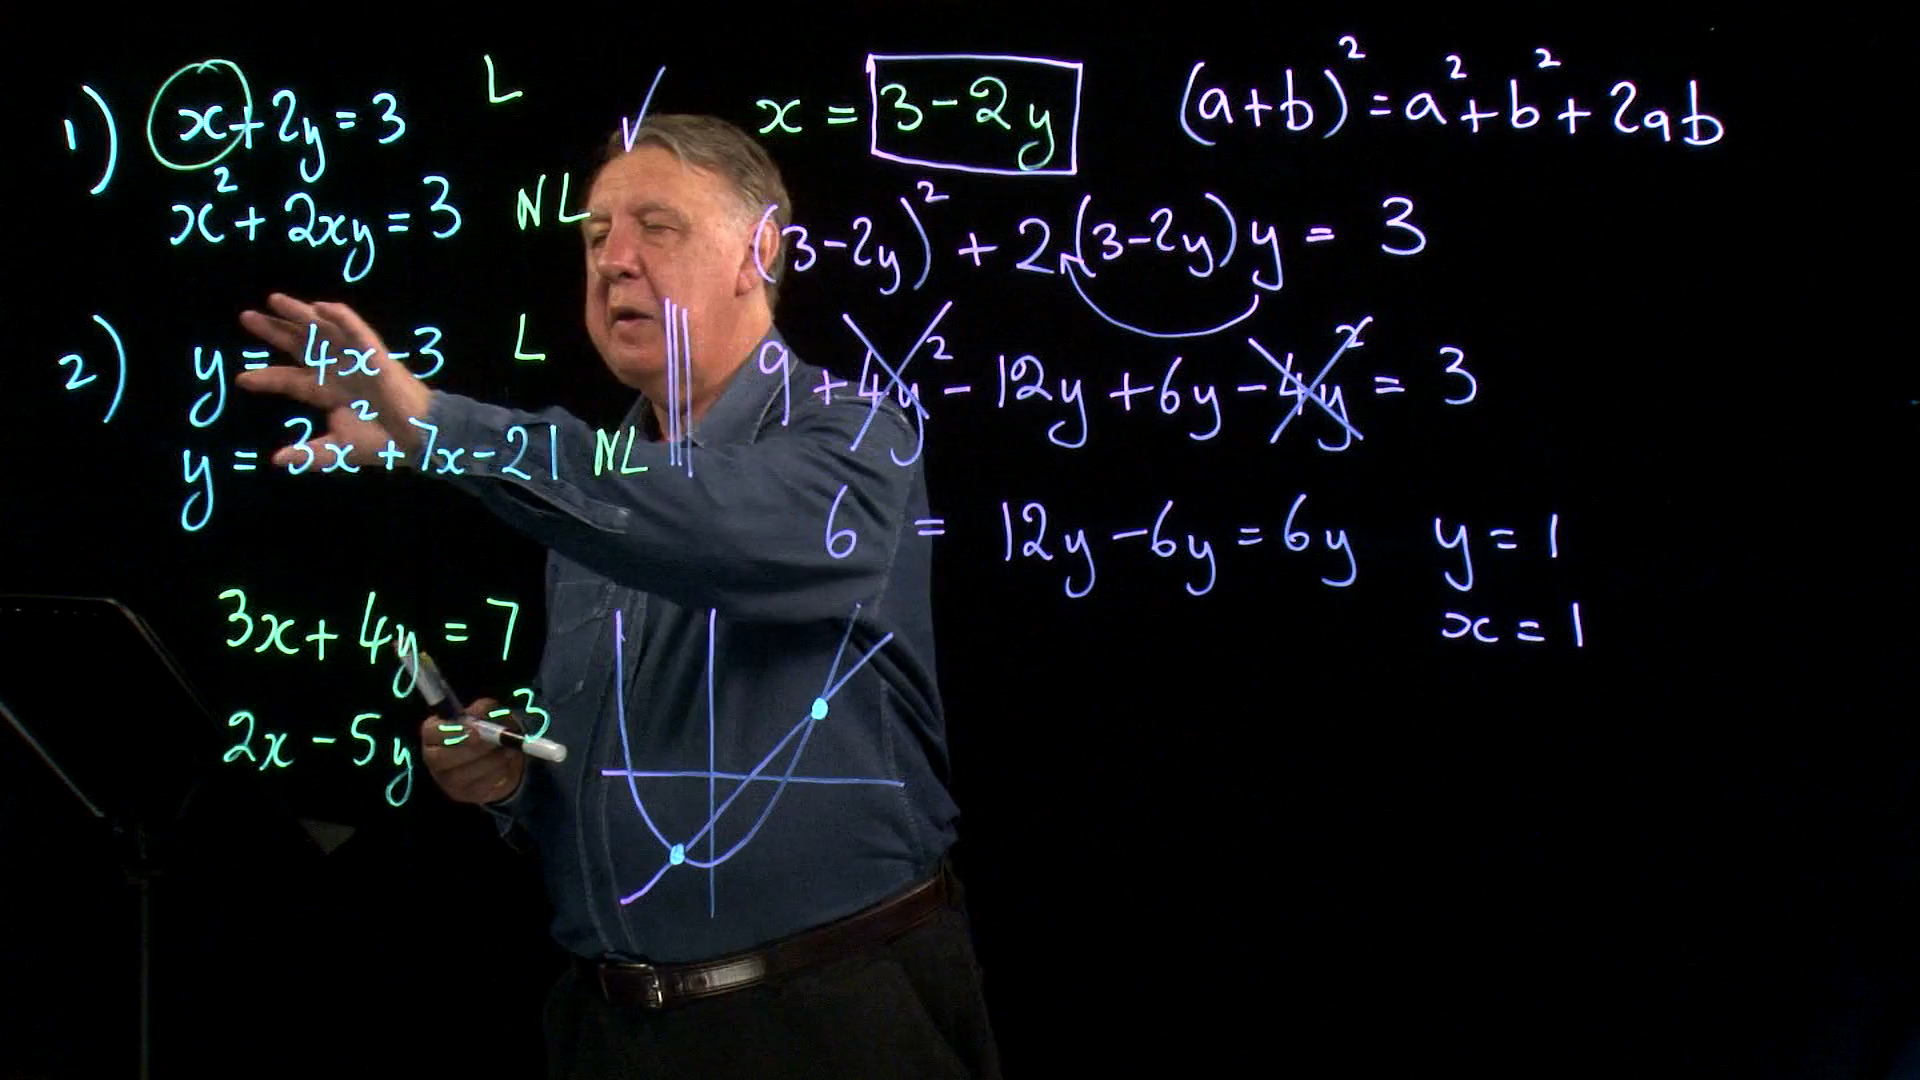 1) x+2y=3 L
x²+2xy=3 NL
2) y=4x-3 L
y=3x²+7x-21 NL
3x+4y=7
2x-5y=-3
x=3-2y
(a+b)²=a²+b²+2ab
(3-2y)²+2(3-2y)y=3
9+4y²-12y+6y-4y²=3
6=12y-6y=6y y=1
x=1